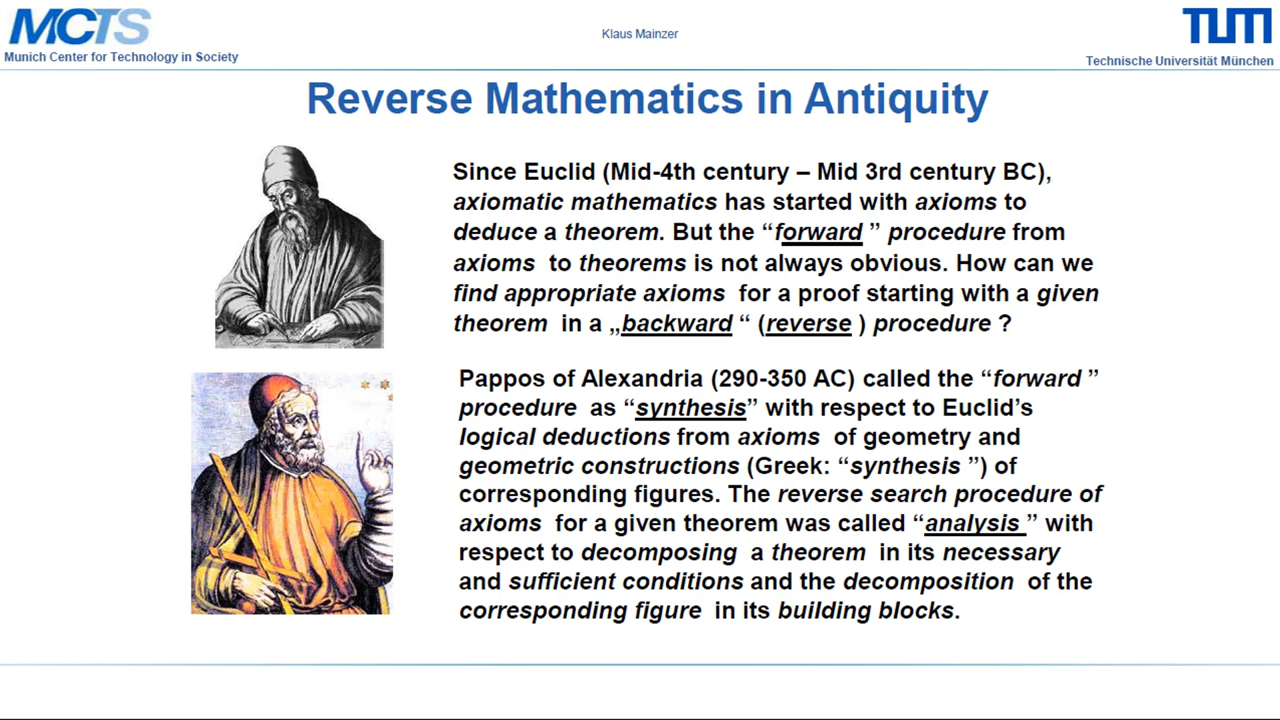 MCTS
Munich Center for Technology in Society
Klaus Mainzer
TUM
Technische Universität München
Reverse Mathematics in Antiquity
Since Euclid (Mid-4th century – Mid 3rd century BC),
axiomatic mathematics has started with axioms to
deduce a theorem. But the “forward ” procedure from
axioms to theorems is not always obvious. How can we
find appropriate axioms for a proof starting with a given
theorem in a „backward “ (reverse ) procedure ?
Pappos of Alexandria (290-350 AC) called the “forward ”
procedure as “synthesis” with respect to Euclid’s
logical deductions from axioms of geometry and
geometric constructions (Greek: “synthesis ”) of
corresponding figures. The reverse search procedure of
axioms for a given theorem was called “analysis ” with
respect to decomposing a theorem in its necessary
and sufficient conditions and the decomposition of the
corresponding figure in its building blocks.